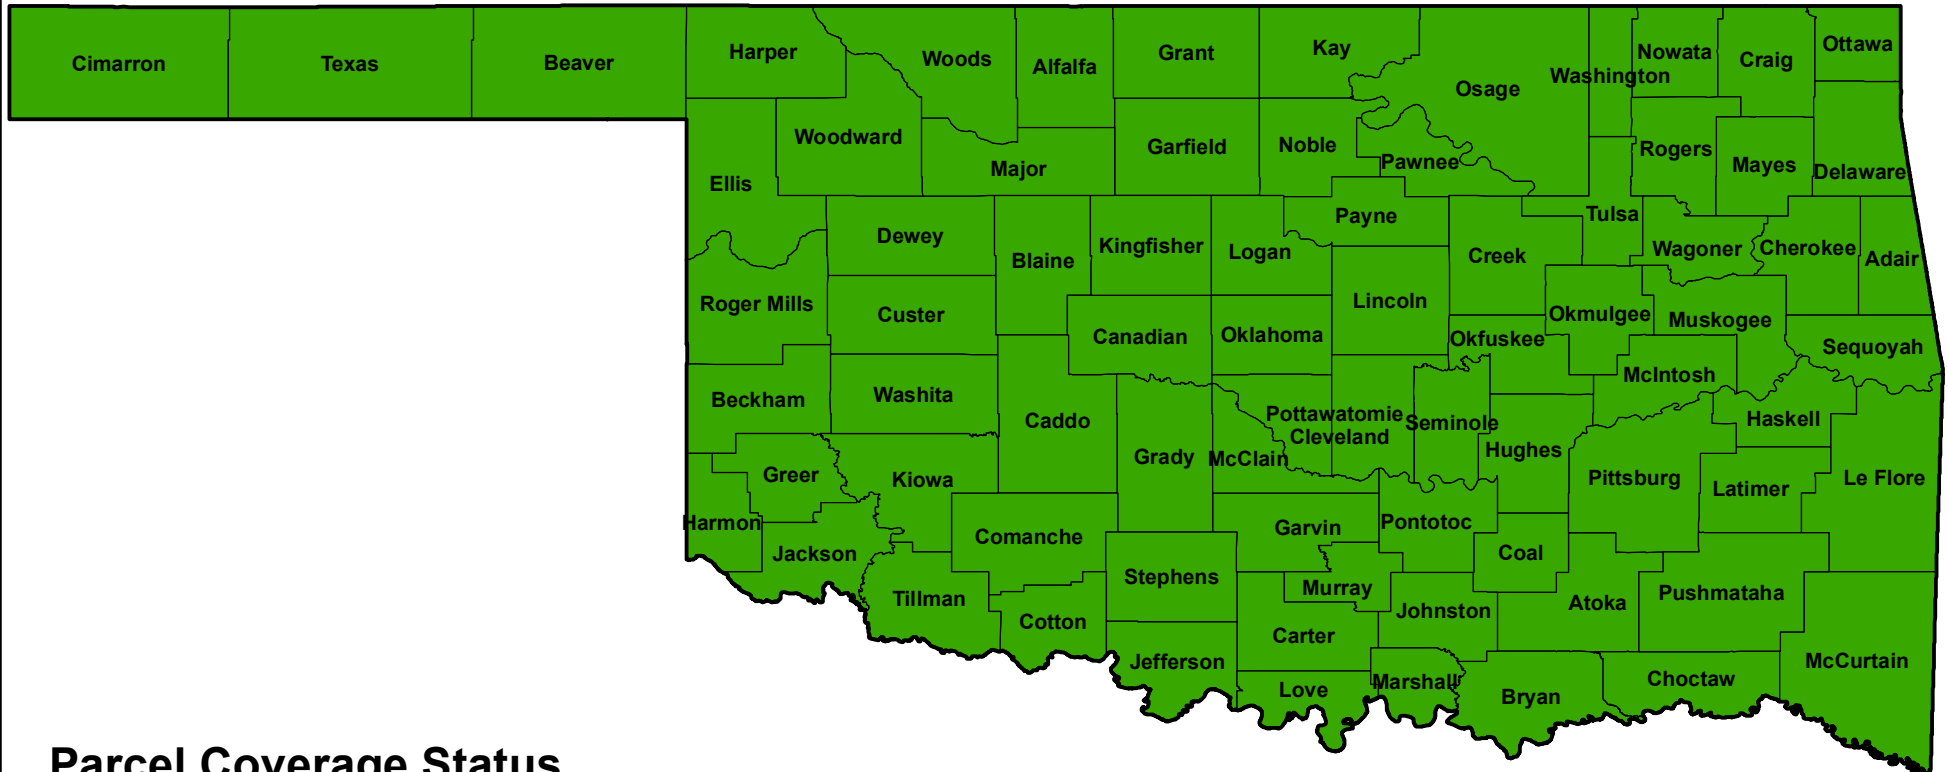 Cimarron
Texas
Beaver
Harper
Woods
Alfalfa
Grant
Kay
Osage
Washington
Nowata
Craig
Ottawa
Woodward
Ellis
Major
Garfield
Noble
Pawnee
Rogers
Mayes
Delaware
Dewey
Blaine
Kingfisher
Logan
Payne
Creek
Tulsa
Wagoner
Cherokee
Adair
Roger Mills
Custer
Canadian
Oklahoma
Lincoln
Okfuskee
Okmulgee
Muskogee
Sequoyah
Beckham
Washita
Caddo
Grady
McClain
Pottawatomie
Cleveland
Seminole
Hughes
McIntosh
Haskell
Greer
Kiowa
Pittsburg
Latimer
Le Flore
Harmon
Jackson
Comanche
Garvin
Pontotoc
Coal
Tillman
Cotton
Stephens
Murray
Johnston
Atoka
Pushmataha
Jefferson
Carter
Love
Marshall
Bryan
Choctaw
McCurtain
Parcel Coverage Status